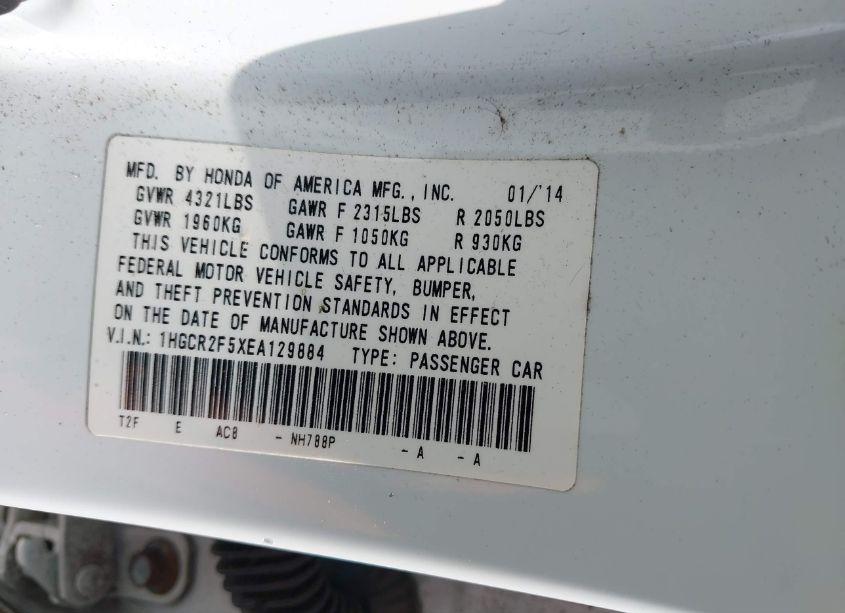 MFD. BY HONDA OF AMERICA MFG., INC. 01/'14
GVWR 4321LBS GAWR F 2315LBS R 2050LBS
GVWR 1960KG GAWR F 1050KG R 930KG
THIS VEHICLE CONFORMS TO ALL APPLICABLE
FEDERAL MOTOR VEHICLE SAFETY, BUMPER,
AND THEFT PREVENTION STANDARDS IN EFFECT
ON THE DATE OF MANUFACTURE SHOWN ABOVE.
V.I.N.: 1HGCR2F5XEA129884 TYPE: PASSENGER CAR
T2F E AC8 - NH788P - A - A